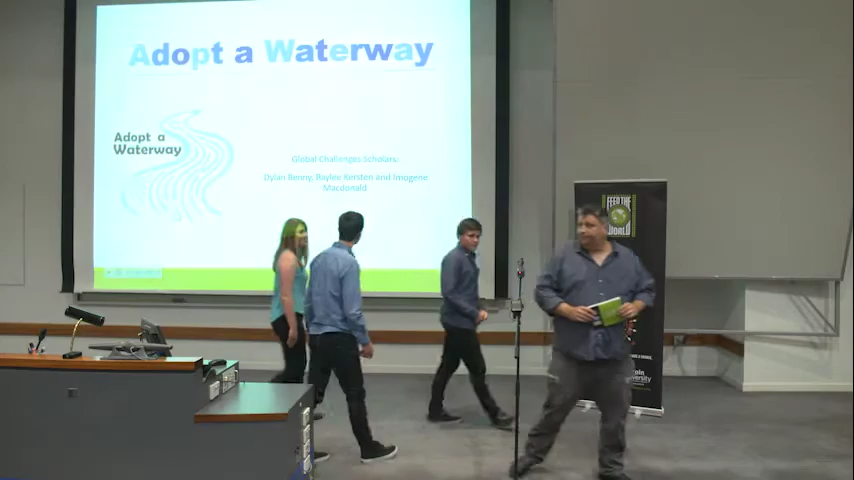 Adopt a Waterway
Adopt a
Waterway
Global Challenges Scholars:
Dylan Benny, Baylee Kersten and Imogene
Macdonald
FEED THE
WORLD